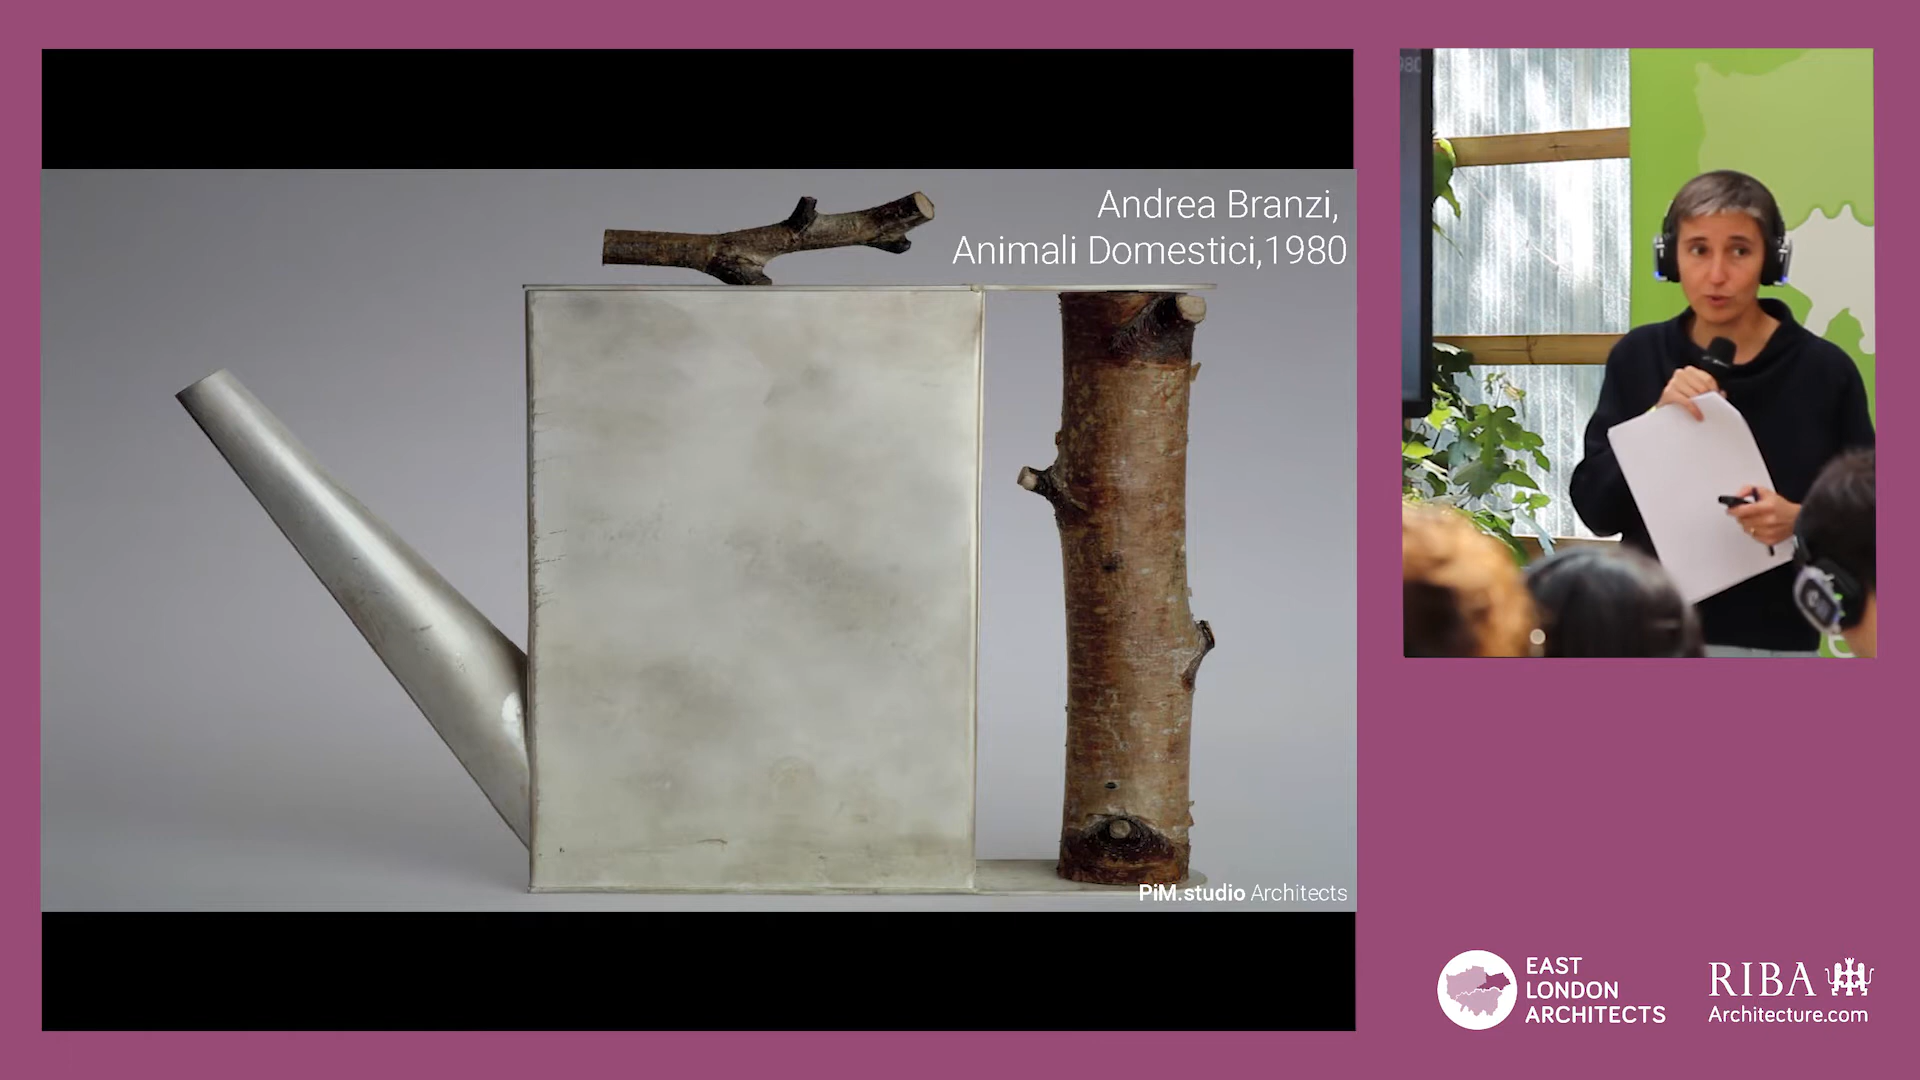 Andrea Branzi,
Animali Domestici,1980
PiM.studio Architects
EAST
LONDON
ARCHITECTS
RIBA
Architecture.com